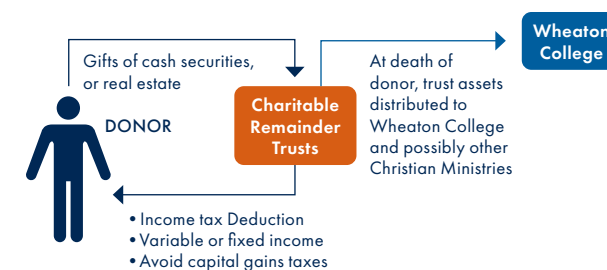 Gifts of cash securities,
or real estate
DONOR
Charitable
Remainder
Trusts
At death of
donor, trust assets
distributed to
Wheaton College
and possibly other
Christian Ministries
Wheaton
College
• Income tax Deduction
• Variable or fixed income
• Avoid capital gains taxes